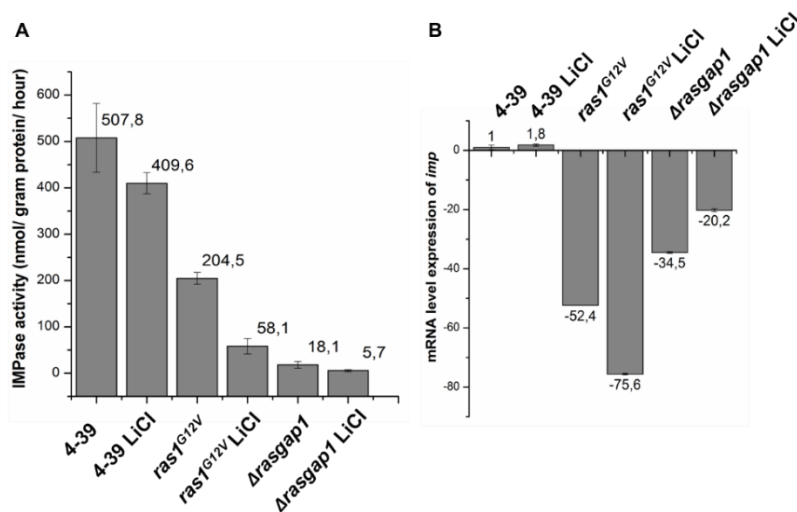 A
IMPase activity (nmol/ gram protein/ hour)
600
500
400
300
200
100
0
507,8
409,6
204,5
58,1
18,1
5,7
4-39
4-39 LiCl
ras1G12V
ras1G12V LiCl
Δrasgap1
Δrasgap1 LiCl
B
4-39
4-39 LiCl
ras1G12V
ras1G12V LiCl
Δrasgap1
Δrasgap1 LiCl
mRNA level expression of imp
0
-20
-40
-60
-80
1
1,8
-52,4
-75,6
-34,5
-20,2